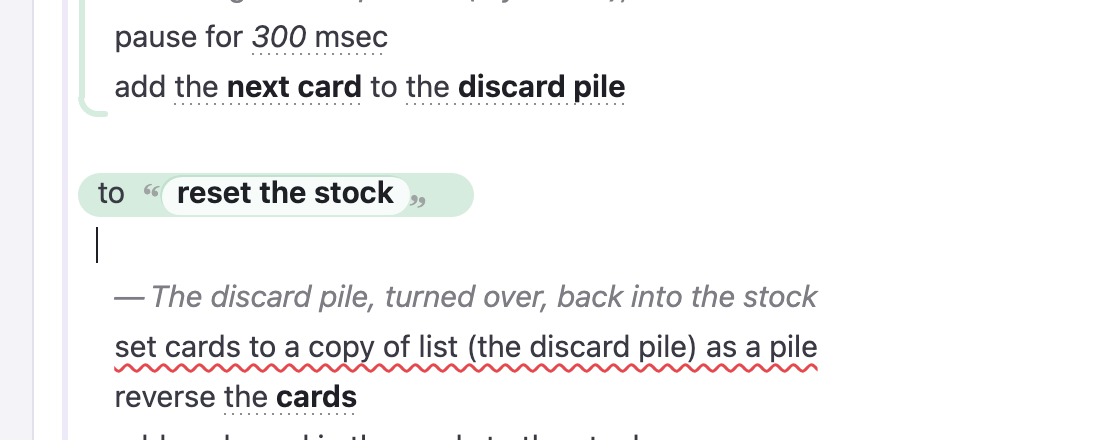 pause for 300 msec
add the next card to the discard pile
to “ reset the stock ”
— The discard pile, turned over, back into the stock
set cards to a copy of list (the discard pile) as a pile
reverse the cards